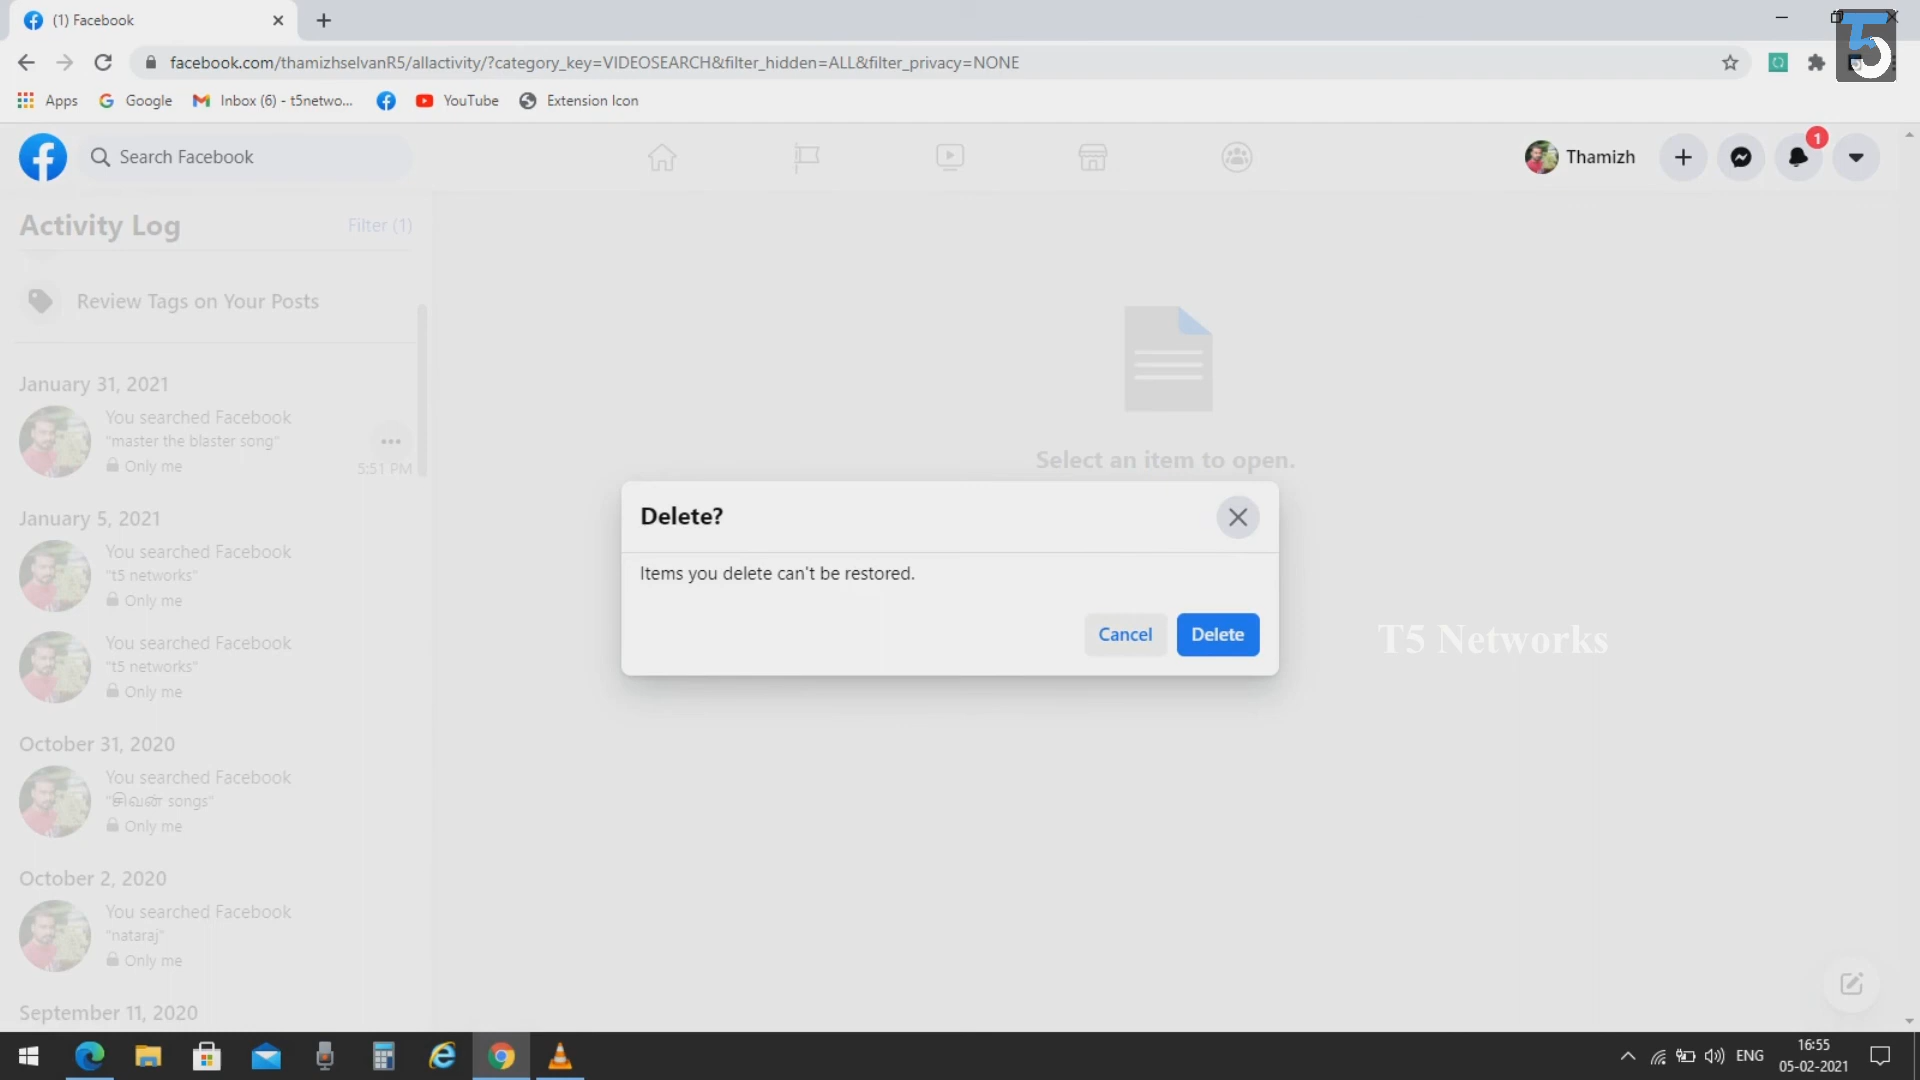 (1) Facebook
facebook.com/thamizhselvanR5/allactivity/?category_key=VIDEOSEARCH&filter_hidden=ALL&filter_privacy=NONE
Apps Google Inbox (6) - t5netwo... YouTube Extension Icon
Search Facebook
Thamizh
1
Activity Log
Filter (1)
Review Tags on Your Posts
January 31, 2021
You searched Facebook
"master the blaster song"
Only me
5:51 PM
January 5, 2021
You searched Facebook
"t5 networks"
Only me
You searched Facebook
"t5 networks"
Only me
October 31, 2020
You searched Facebook
songs"
Only me
October 2, 2020
You searched Facebook
"nataraj"
Only me
September 11, 2020
Select an item to open.
Delete?
Items you delete can't be restored.
Cancel
Delete
T5 Networks
ENG
16:55
05-02-2021